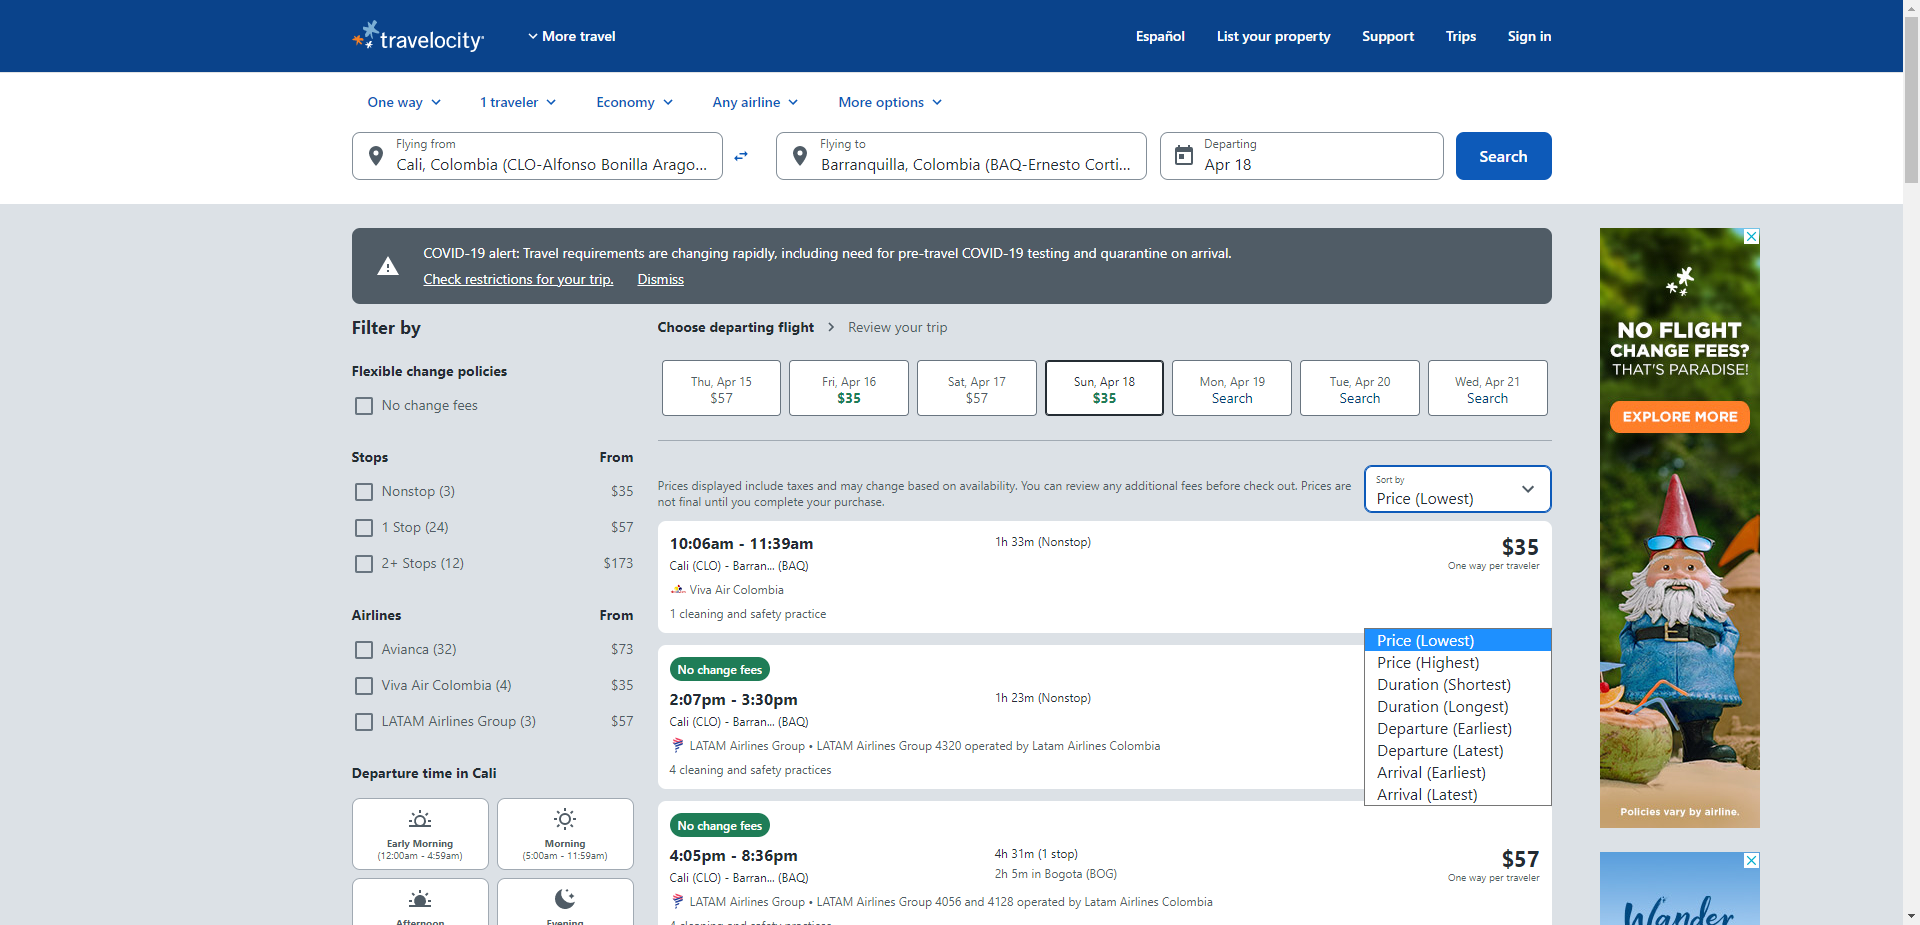 travelocity
More travel
Español
List your property
Support
Trips
Sign in
One way
1 traveler
Economy
Any airline
More options
Flying from
Cali, Colombia (CLO-Alfonso Bonilla Arago...
Flying to
Barranquilla, Colombia (BAQ-Ernesto Corti...
Departing
Apr 18
Search
COVID-19 alert: Travel requirements are changing rapidly, including need for pre-travel COVID-19 testing and quarantine on arrival.
Check restrictions for your trip.
Dismiss
Filter by
Flexible change policies
No change fees
Stops From
Nonstop (3) $35
1 Stop (24) $57
2+ Stops (12) $173
Airlines From
Avianca (32) $73
Viva Air Colombia (4) $35
LATAM Airlines Group (3) $57
Departure time in Cali
Early Morning
(12:00am - 4:59am)
Morning
(5:00am - 11:59am)
Afternoon
Evening
Choose departing flight
Review your trip
Thu, Apr 15
$57
Fri, Apr 16
$35
Sat, Apr 17
$57
Sun, Apr 18
$35
Mon, Apr 19
Search
Tue, Apr 20
Search
Wed, Apr 21
Search
Prices displayed include taxes and may change based on availability. You can review any additional fees before check out. Prices are
not final until you complete your purchase.
Sort by
Price (Lowest)
10:06am - 11:39am
Cali (CLO) - Barran... (BAQ)
Viva Air Colombia
1 cleaning and safety practice
1h 33m (Nonstop)
$35
One way per traveler
Price (Lowest)
Price (Highest)
Duration (Shortest)
Duration (Longest)
Departure (Earliest)
Departure (Latest)
Arrival (Earliest)
Arrival (Latest)
No change fees
2:07pm - 3:30pm
Cali (CLO) - Barran... (BAQ)
LATAM Airlines Group • LATAM Airlines Group 4320 operated by Latam Airlines Colombia
4 cleaning and safety practices
1h 23m (Nonstop)
No change fees
4:05pm - 8:36pm
Cali (CLO) - Barran... (BAQ)
LATAM Airlines Group • LATAM Airlines Group 4056 and 4128 operated by Latam Airlines Colombia
4 cleaning and safety practices
4h 31m (1 stop)
2h 5m in Bogota (BOG)
$57
One way per traveler
NO FLIGHT
CHANGE FEES?
THAT'S PARADISE!
EXPLORE MORE
Policies vary by airline.
Wander